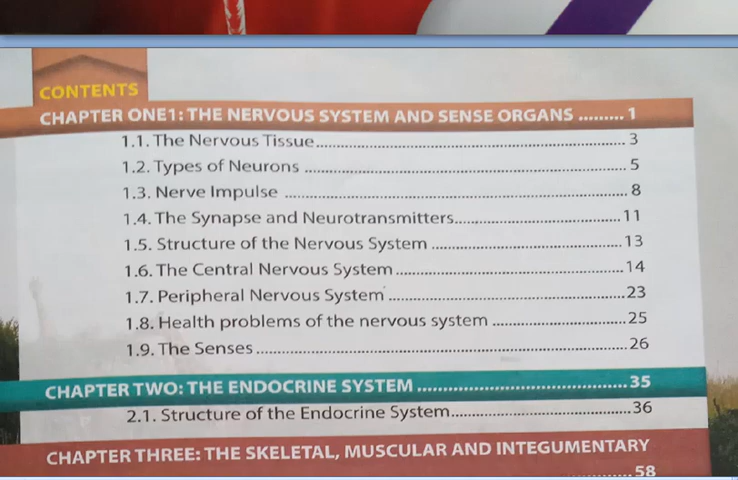 CONTENTS
CHAPTER ONE1: THE NERVOUS SYSTEM AND SENSE ORGANS ......... 1
1.1. The Nervous Tissue.......................................................................... 3
1.2. Types of Neurons ............................................................................. 5
1.3. Nerve Impulse .................................................................................. 8
1.4. The Synapse and Neurotransmitters........................................ 11
1.5. Structure of the Nervous System .............................................. 13
1.6. The Central Nervous System ....................................................... 14
1.7. Peripheral Nervous System .......................................................... 23
1.8. Health problems of the nervous system ................................ 25
1.9. The Senses ........................................................................................ 26
CHAPTER TWO: THE ENDOCRINE SYSTEM .................................... 35
2.1. Structure of the Endocrine System........................................... 36
CHAPTER THREE: THE SKELETAL, MUSCULAR AND INTEGUMENTARY
............... 58